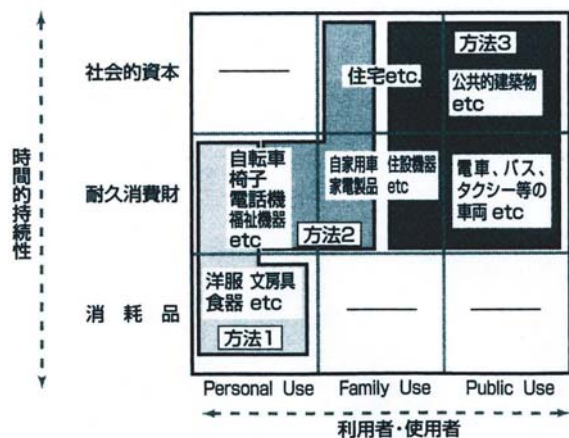 時間的持続性
社会的資本
耐久消費財
消耗品
住宅etc.
方法3
公共的建築物
etc
自転車
椅子
電話機
福祉機器
etc
方法2
自家用車 住設機器
家電製品 etc
電車、バス、
タクシー等の
車両 etc
洋服 文房具
食器 etc
方法1
Personal Use
Family Use
Public Use
利用者・使用者